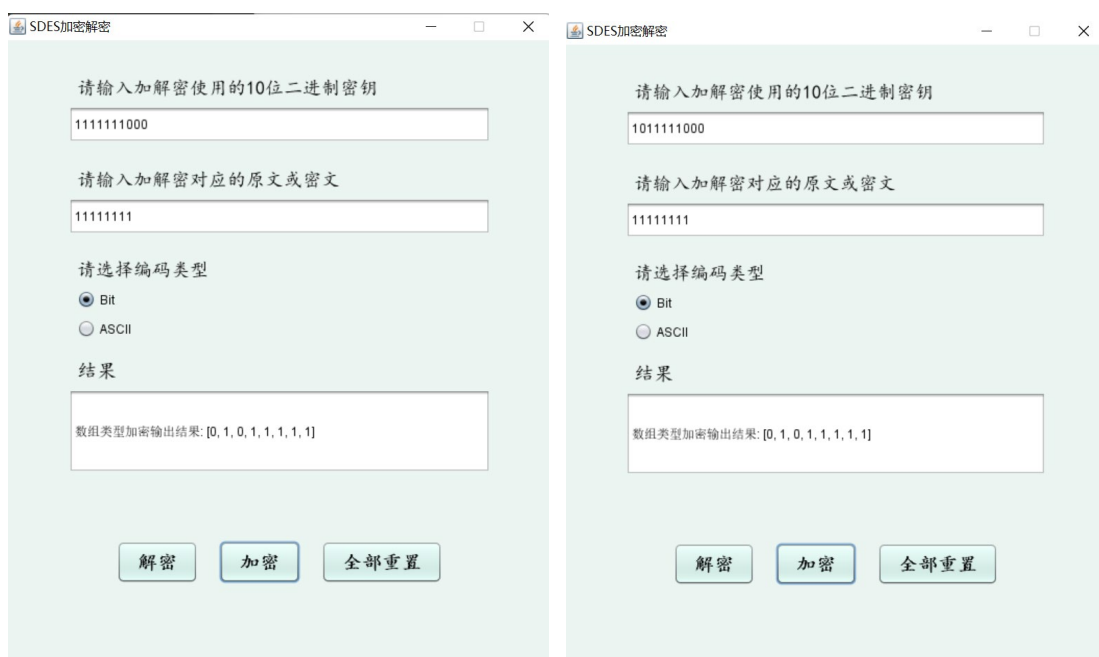 SDES加密解密
请输入加解密使用的10位二进制密钥
1111111000
请输入加解密对应的原文或密文
11111111
请选择编码类型
Bit
ASCII
结果
数组类型加密输出结果: [0, 1, 0, 1, 1, 1, 1, 1]
解密 加密 全部重置
SDES加密解密
请输入加解密使用的10位二进制密钥
1011111000
请输入加解密对应的原文或密文
11111111
请选择编码类型
Bit
ASCII
结果
数组类型加密输出结果: [0, 1, 0, 1, 1, 1, 1, 1]
解密 加密 全部重置